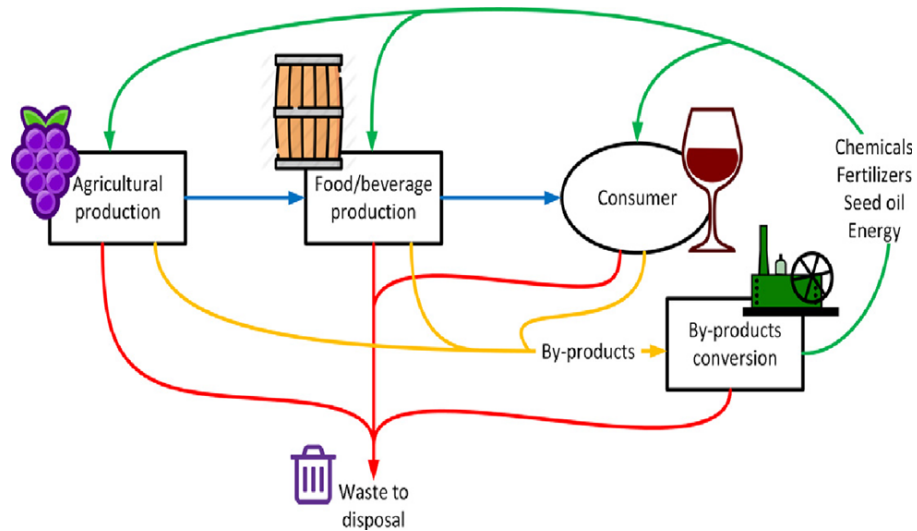 Agricultural
production
Food/beverage
production
Consumer
Chemicals
Fertilizers
Seed oil
Energy
By-products
By-products
conversion
Waste to
disposal